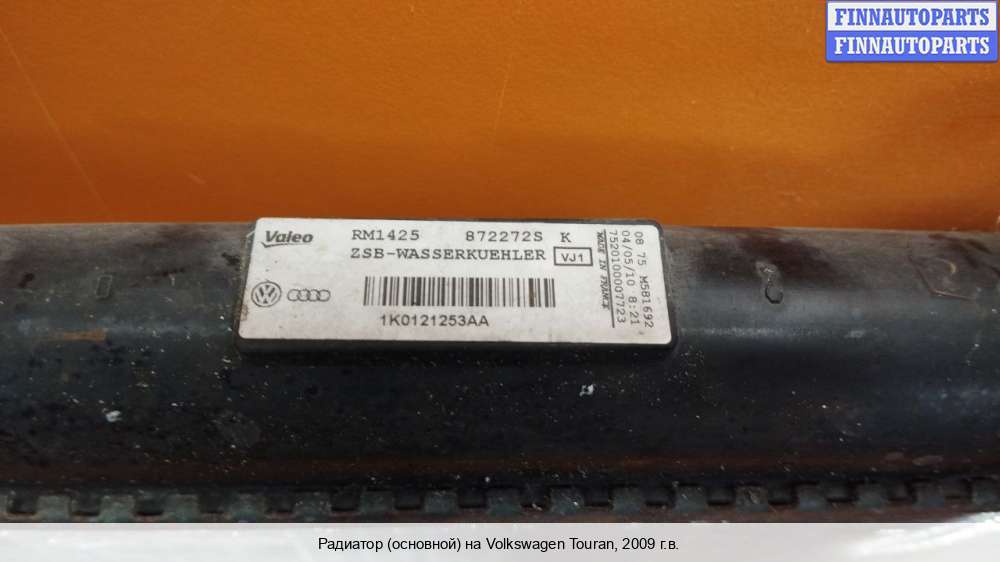 FINNAUTOPARTS
FINNAUTOPARTS
Valeo RM1425 872272S K
ZSB-WASSERKUEHLER VJ1
1K0121253AA
MADE IN FRANCE
7520100007723
04/05/10 8:21
08 75 M581692
Радиатор (основной) на Volkswagen Touran, 2009 г.в.